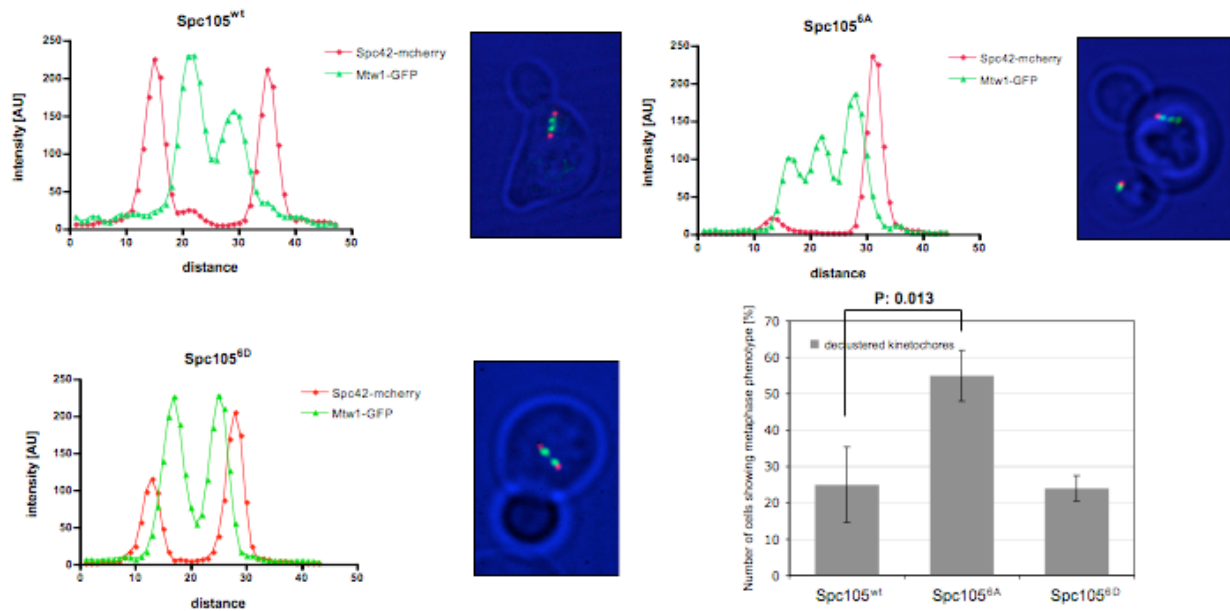 Spc105wt
Spc42-mcherry
Mtw1-GFP
intensity [AU]
250
200
150
100
50
0
0 10 20 30 40 50
distance
Spc1056A
Spc42-mcherry
Mtw1-GFP
intensity [AU]
250
200
150
100
50
0
0 10 20 30 40 50
distance
Spc1056D
Spc42-mcherry
Mtw1-GFP
intensity [AU]
250
200
150
100
50
0
0 10 20 30 40 50
distance
P: 0.013
Number of cells showing metaphase phenotype [%]
declustered kinetochores
70
60
50
40
30
20
10
0
Spc105wt Spc1056A Spc1056D